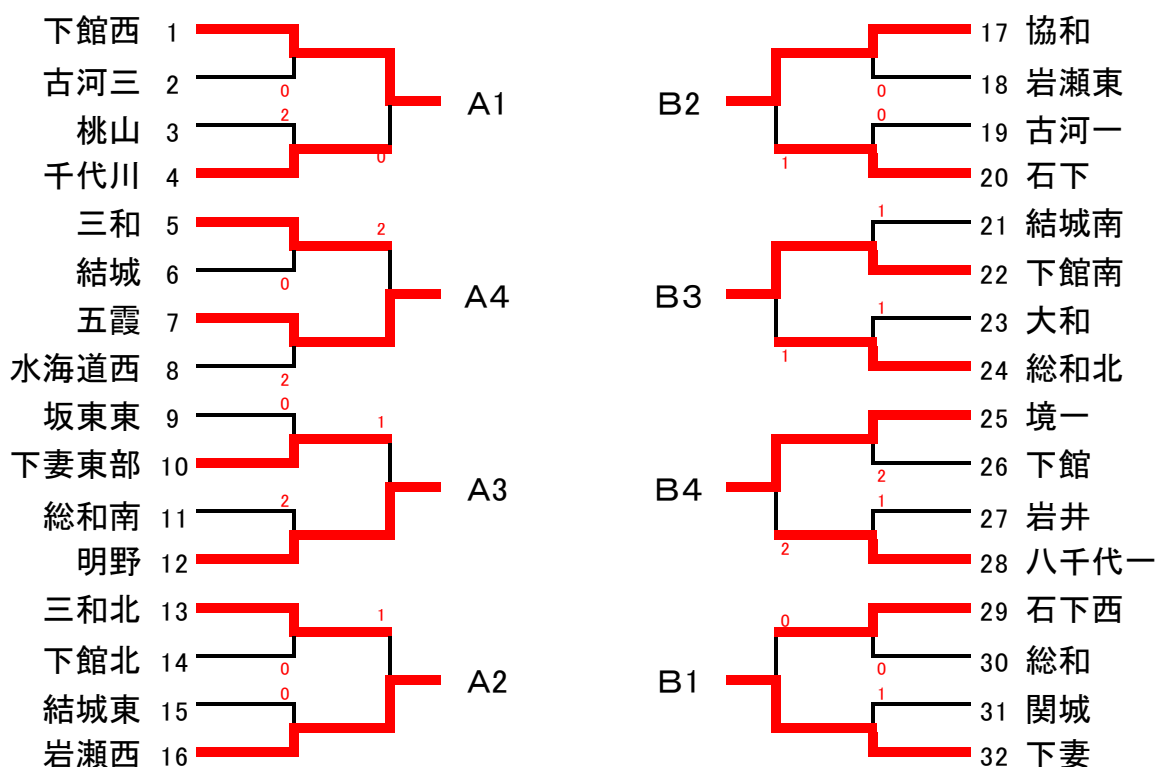 下館西 1
古河三 2
0
2
桃山 3
千代川 4
0
A1
三和 5
2
結城 6
0
五霞 7
水海道西 8
2
A4
坂東東 9
0
1
下妻東部 10
総和南 11
2
明野 12
A3
三和北 13
1
下館北 14
0
結城東 15
0
岩瀬西 16
A2
17 協和
18 岩瀬東
0
0
19 古河一
20 石下
1
B2
21 結城南
1
22 下館南
23 大和
1
24 総和北
1
B3
25 境一
26 下館
2
27 岩井
1
28 八千代一
2
B4
29 石下西
0
30 総和
0
31 関城
1
32 下妻
B1